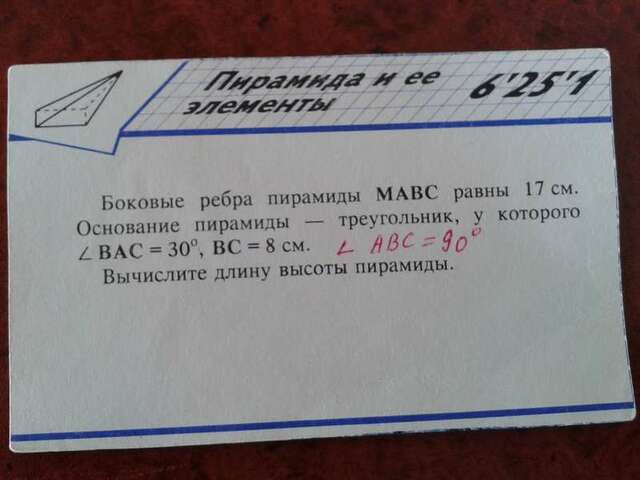 Пирамида и ее
элементы
6'25'1
Боковые ребра пирамиды МАВС равны 17 см.
Основание пирамиды — треугольник, у которого
∠ ВАС = 30°, ВС = 8 см. ∠ АВС = 90°
Вычислите длину высоты пирамиды.